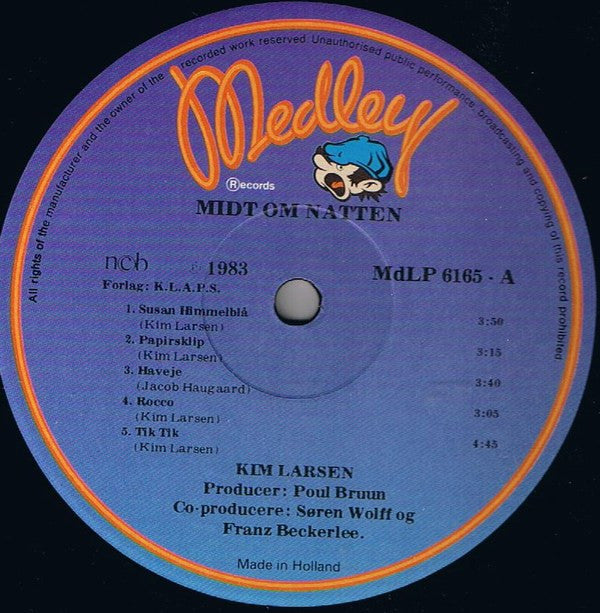 All rights of the manufacturer and the owner of the recorded work reserved. Unauthorised public performance, broadcasting and copying of this record prohibited
Medley
Records
MIDT OM NATTEN
ncb
℗ 1983
MdLP 6165 - A
Forlag: K.L.A.P.S.
1. Susan Himmelblå
(Kim Larsen) 3:50
2. Papirsklip
(Kim Larsen) 3:15
3. Haveje
(Jacob Haugaard) 3:40
4. Rocco
(Kim Larsen) 3:05
5. Tik Tik
(Kim Larsen) 4:45
KIM LARSEN
Producer: Poul Bruun
Co-producere: Søren Wolff og
Franz Beckerlee.
Made in Holland